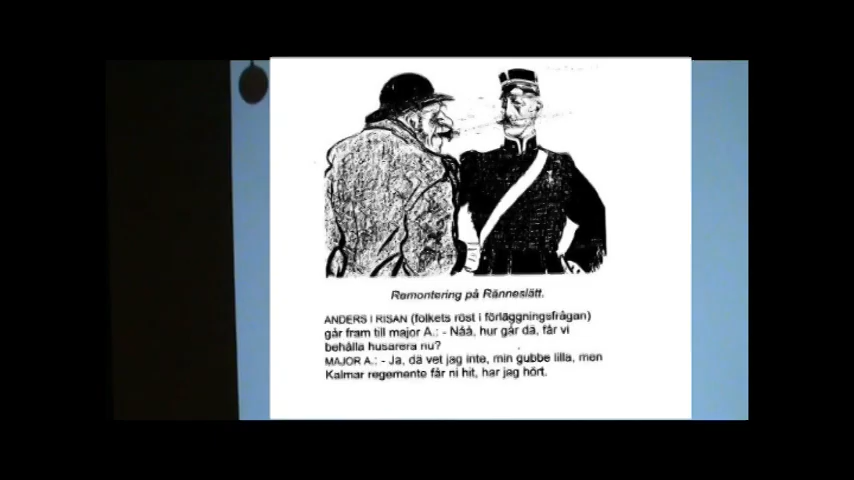 Remontering på Ränneslätt.
ANDERS I RISAN (folkets röst i förläggningsfrågan)
går fram till major A.: - Nåå, hur går dä, får vi
behålla husarera nu?
MAJOR A.: - Ja, dä vet jag inte, min gubbe lilla, men
Kalmar regemente får ni hit, har jag hört.